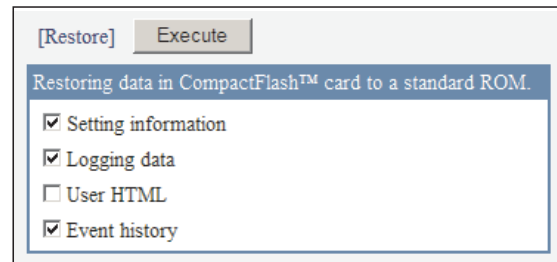 [Restore] Execute
Restoring data in CompactFlash™ card to a standard ROM.
Setting information
Logging data
User HTML
Event history